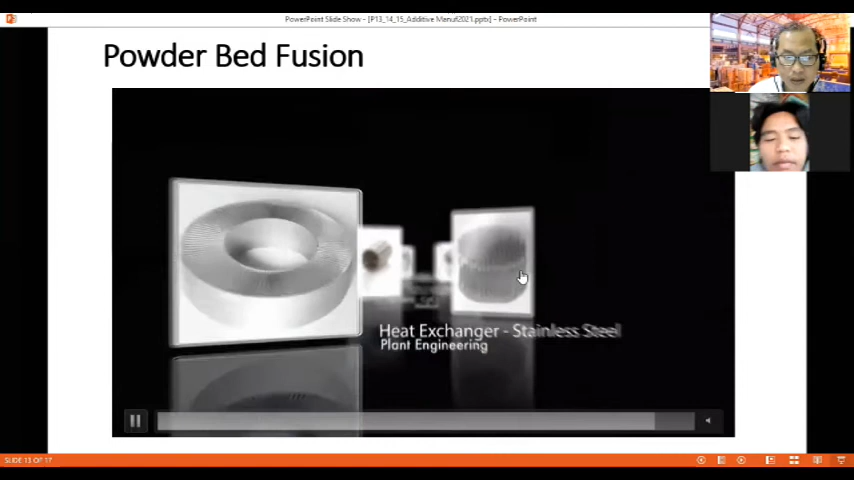 PowerPoint Slide Show - [P13_14_15_Additive Manuf2021.pptx] - PowerPoint
Powder Bed Fusion
Heat Exchanger - Stainless Steel
Plant Engineering
SLIDE 13 OF 17